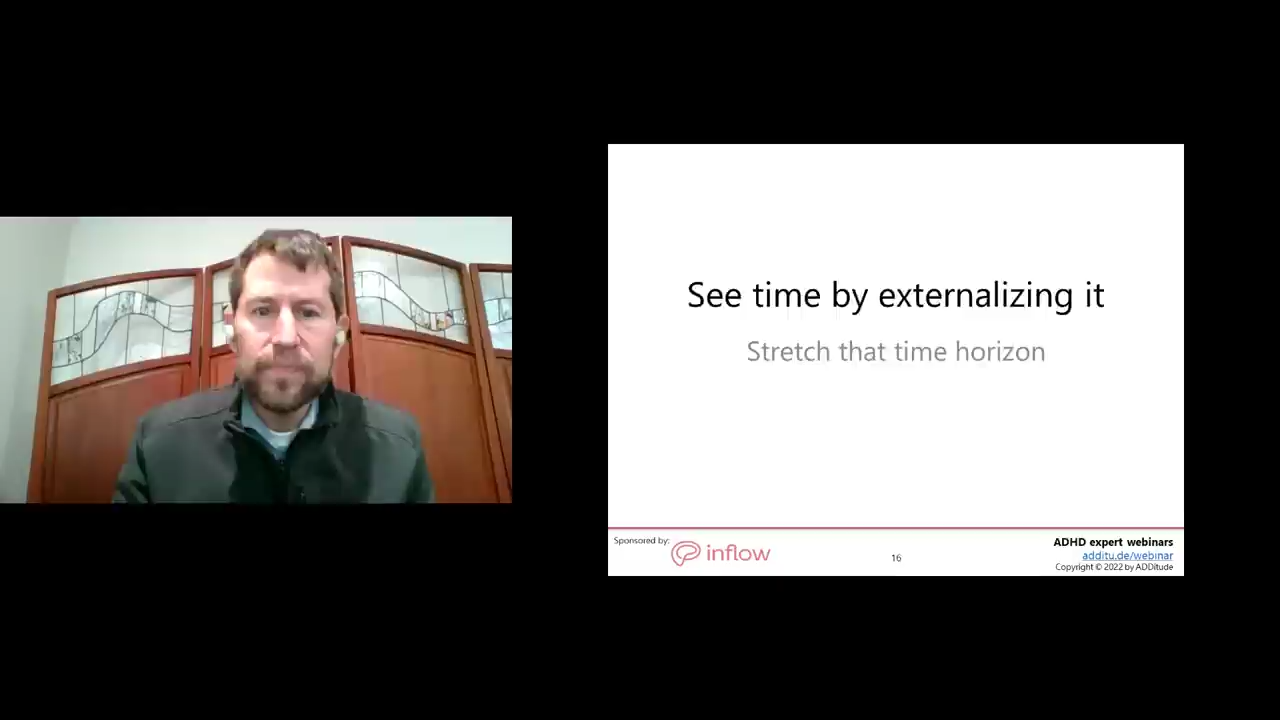 See time by externalizing it
Stretch that time horizon
Sponsored by:
inflow
16
ADHD expert webinars
additu.de/webinar
Copyright © 2022 by ADDitude